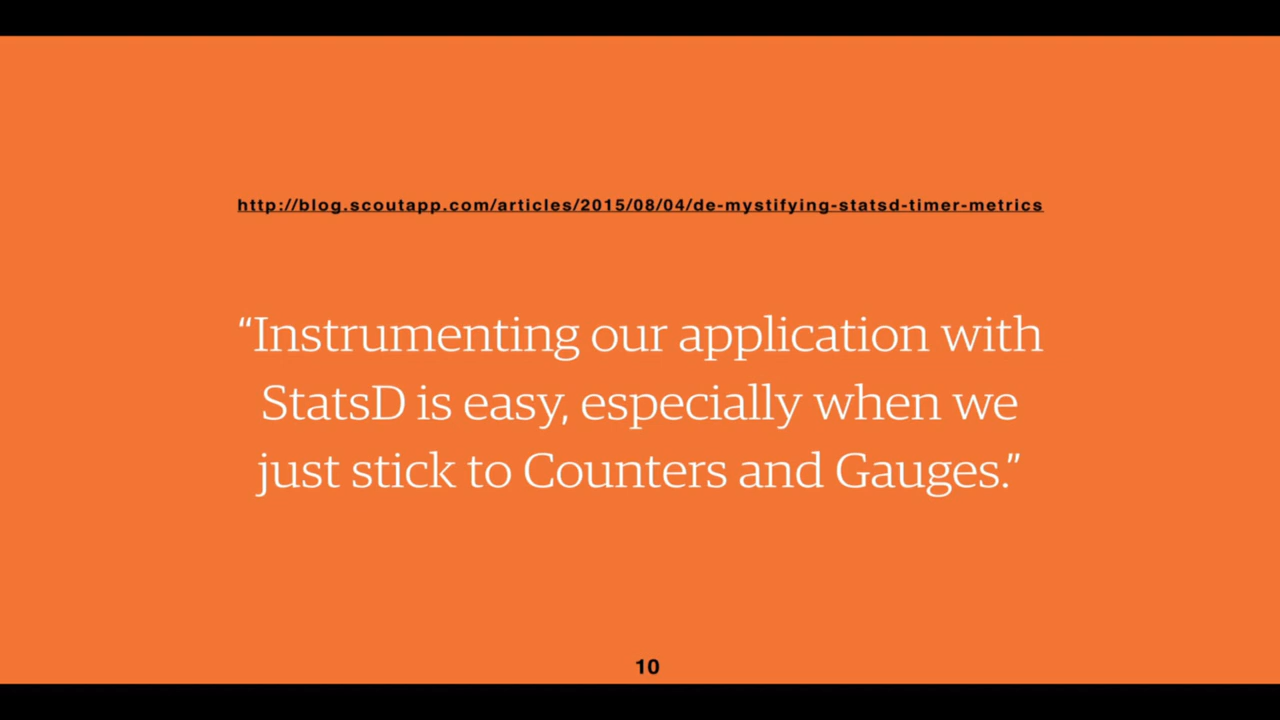 http://blog.scoutapp.com/articles/2015/08/04/de-mystifying-statsd-timer-metrics
“Instrumenting our application with
StatsD is easy, especially when we
just stick to Counters and Gauges.”
10